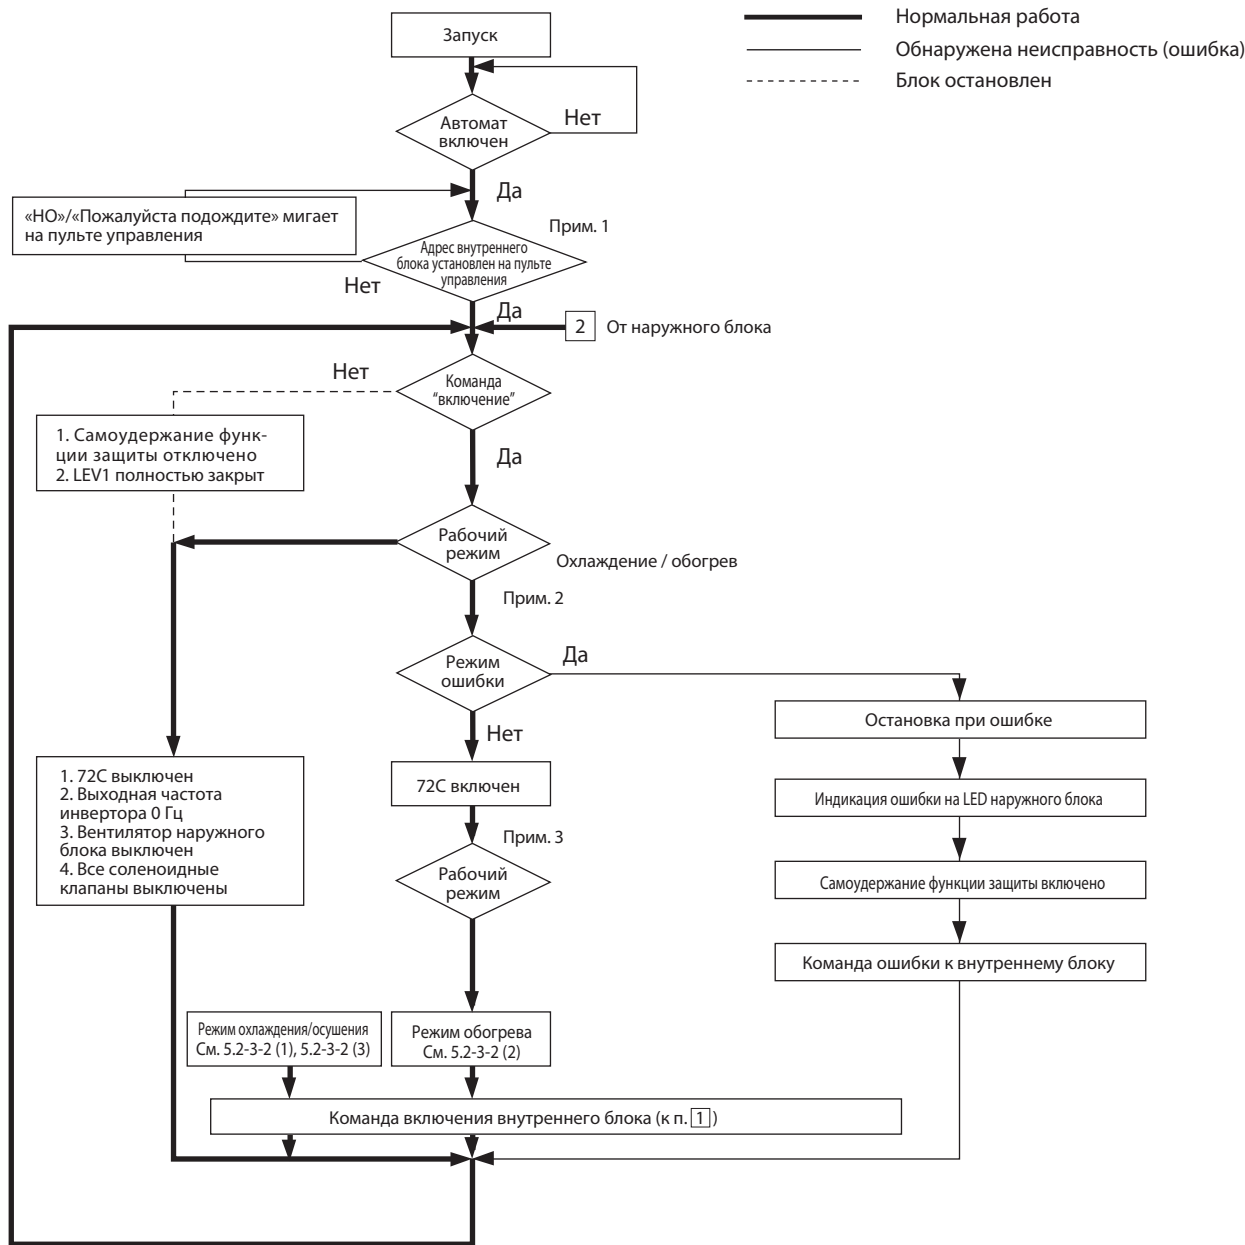 Запуск
Нормальная работа
Обнаружена неисправность (ошибка)
Блок остановлен
Автомат
включен
Нет
Да
«HO»/«Пожалуйста подождите» мигает
на пульте управления
Прим. 1
Адрес внутреннего
блока установлен на пульте
управления
Нет
Да
2 От наружного блока
Нет
Команда
"включение"
1. Самоудержание функ-
ции защиты отключено
2. LEV1 полностью закрыт
Да
Рабочий
режим
Охлаждение / обогрев
Прим. 2
Режим
ошибки
Да
Нет
Остановка при ошибке
1. 72С выключен
2. Выходная частота
инвертора 0 Гц
3. Вентилятор наружного
блока выключен
4. Все соленоидные
клапаны выключены
72С включен
Индикация ошибки на LED наружного блока
Прим. 3
Рабочий
режим
Самоудержание функции защиты включено
Команда ошибки к внутреннему блоку
Режим охлаждения/осушения
См. 5.2-3-2 (1), 5.2-3-2 (3)
Режим обогрева
См. 5.2-3-2 (2)
Команда включения внутреннего блока (к п. 1)